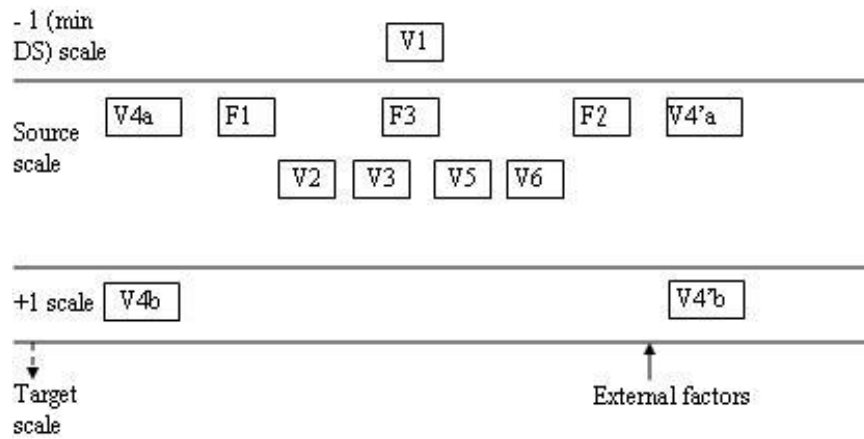 - 1 (min
DS) scale
V1
V4a F1 F3 F2 V4'a
Source
scale
V2 V3 V5 V6
+1 scale V4b V4'b
Target
scale
External factors